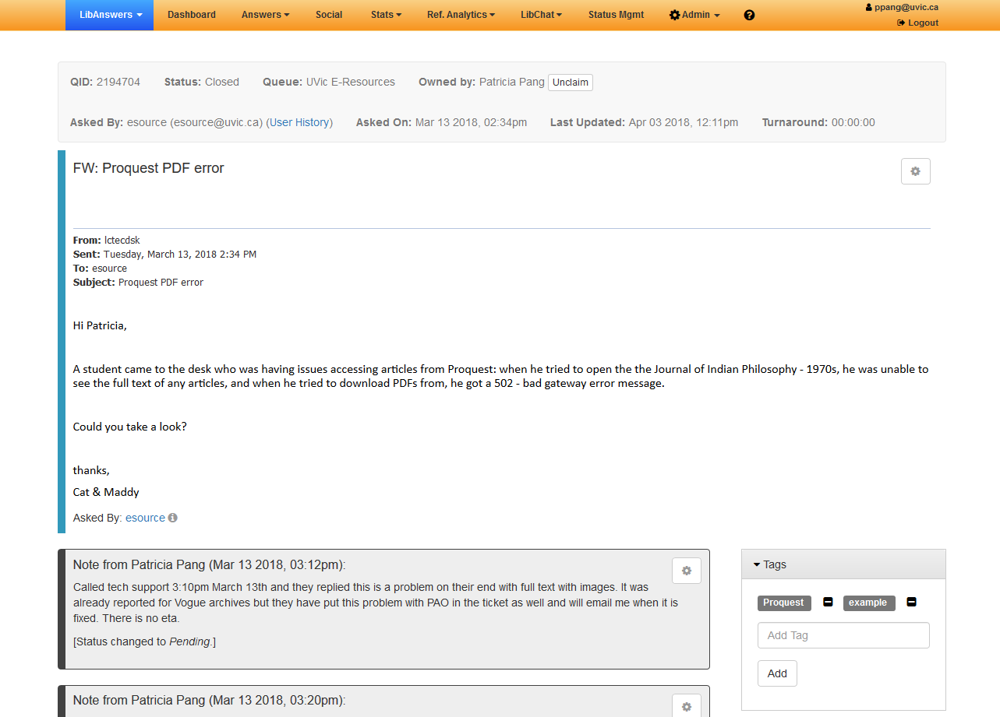 LibAnswers Dashboard Answers Social Stats Ref. Analytics LibChat Status Mgmt Admin ppang@uvic.ca
Logout
QID: 2194704 Status: Closed Queue: UVic E-Resources Owned by: Patricia Pang Unclaim
Asked By: esource (esource@uvic.ca) (User History) Asked On: Mar 13 2018, 02:34pm Last Updated: Apr 03 2018, 12:11pm Turnaround: 00:00:00
FW: Proquest PDF error
From: lctecdsk
Sent: Tuesday, March 13, 2018 2:34 PM
To: esource
Subject: Proquest PDF error
Hi Patricia,
A student came to the desk who was having issues accessing articles from Proquest: when he tried to open the the Journal of Indian Philosophy - 1970s, he was unable to
see the full text of any articles, and when he tried to download PDFs from, he got a 502 - bad gateway error message.
Could you take a look?
thanks,
Cat & Maddy
Asked By: esource
Note from Patricia Pang (Mar 13 2018, 03:12pm):
Called tech support 3:10pm March 13th and they replied this is a problem on their end with full text with images. It was
already reported for Vogue archives but they have put this problem with PAO in the ticket as well and will email me when it is
fixed. There is no eta.
[Status changed to Pending.]
Tags
Proquest example
Add Tag
Add
Note from Patricia Pang (Mar 13 2018, 03:20pm):